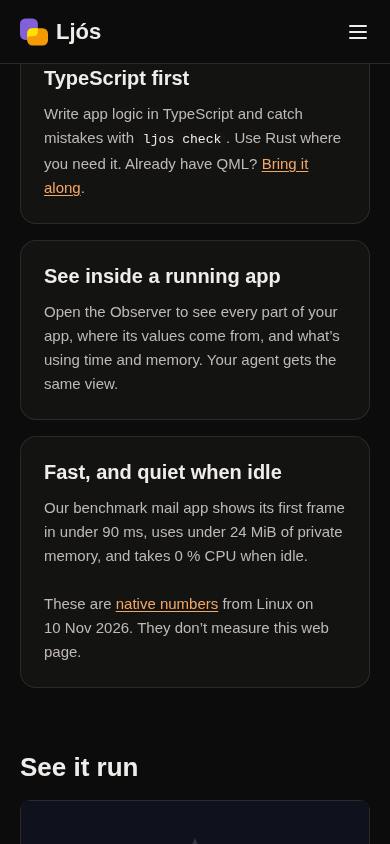 Ljós
TypeScript first
Write app logic in TypeScript and catch
mistakes with ljos check. Use Rust where
you need it. Already have QML? Bring it
along.
See inside a running app
Open the Observer to see every part of your
app, where its values come from, and what’s
using time and memory. Your agent gets the
same view.
Fast, and quiet when idle
Our benchmark mail app shows its first frame
in under 90 ms, uses under 24 MiB of private
memory, and takes 0 % CPU when idle.
These are native numbers from Linux on
10 Nov 2026. They don’t measure this web
page.
See it run